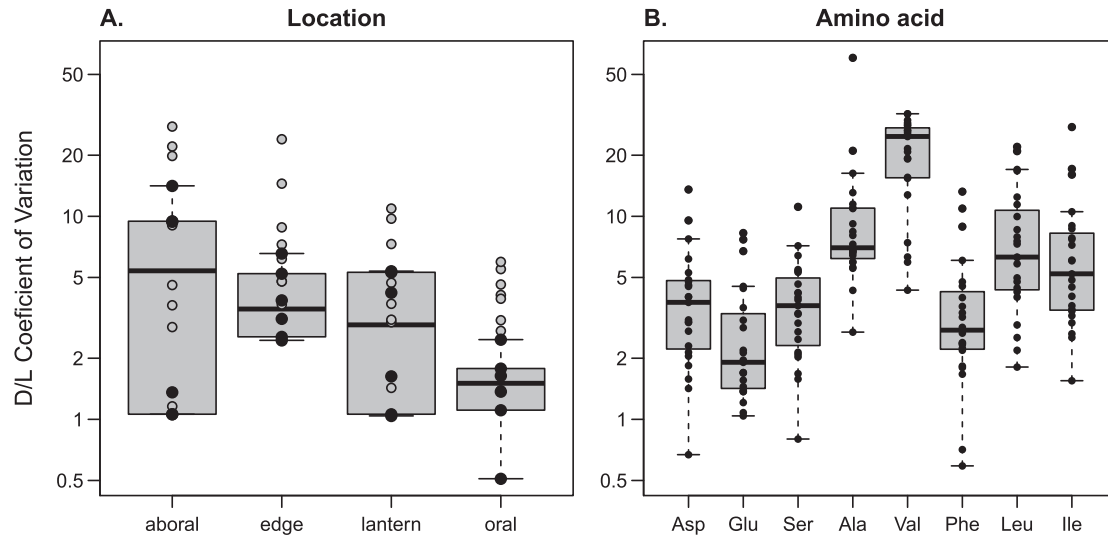 A. Location
B. Amino acid
D/L Coeficient of Variation
50
20
10
5
2
1
0.5
aboral edge lantern oral
50
20
10
5
2
1
0.5
Asp Glu Ser Ala Val Phe Leu Ile